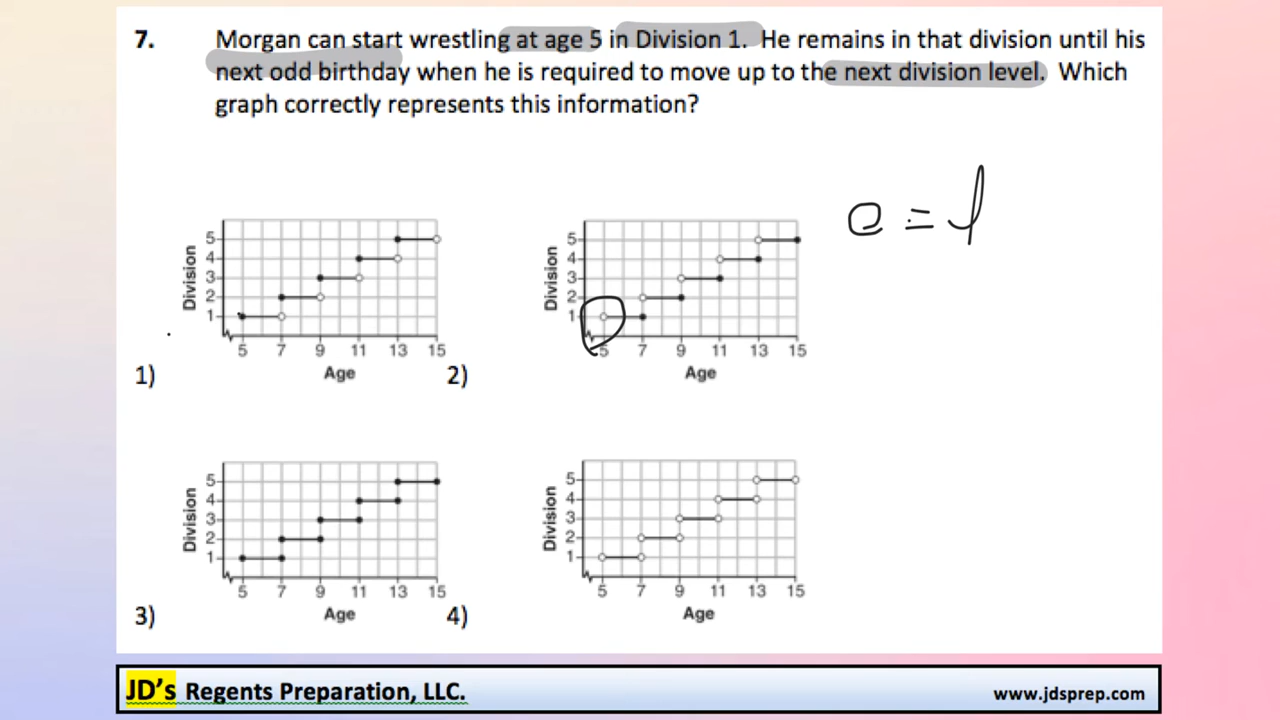 7. Morgan can start wrestling at age 5 in Division 1. He remains in that division until his
next odd birthday when he is required to move up to the next division level. Which
graph correctly represents this information?
Division
5
4
3
2
1
5 7 9 11 13 15
Age
1)
Division
5
4
3
2
1
5 7 9 11 13 15
Age
2)
Division
5
4
3
2
1
5 7 9 11 13 15
Age
3)
Division
5
4
3
2
1
5 7 9 11 13 15
Age
4)
JD's Regents Preparation, LLC.
www.jdsprep.com